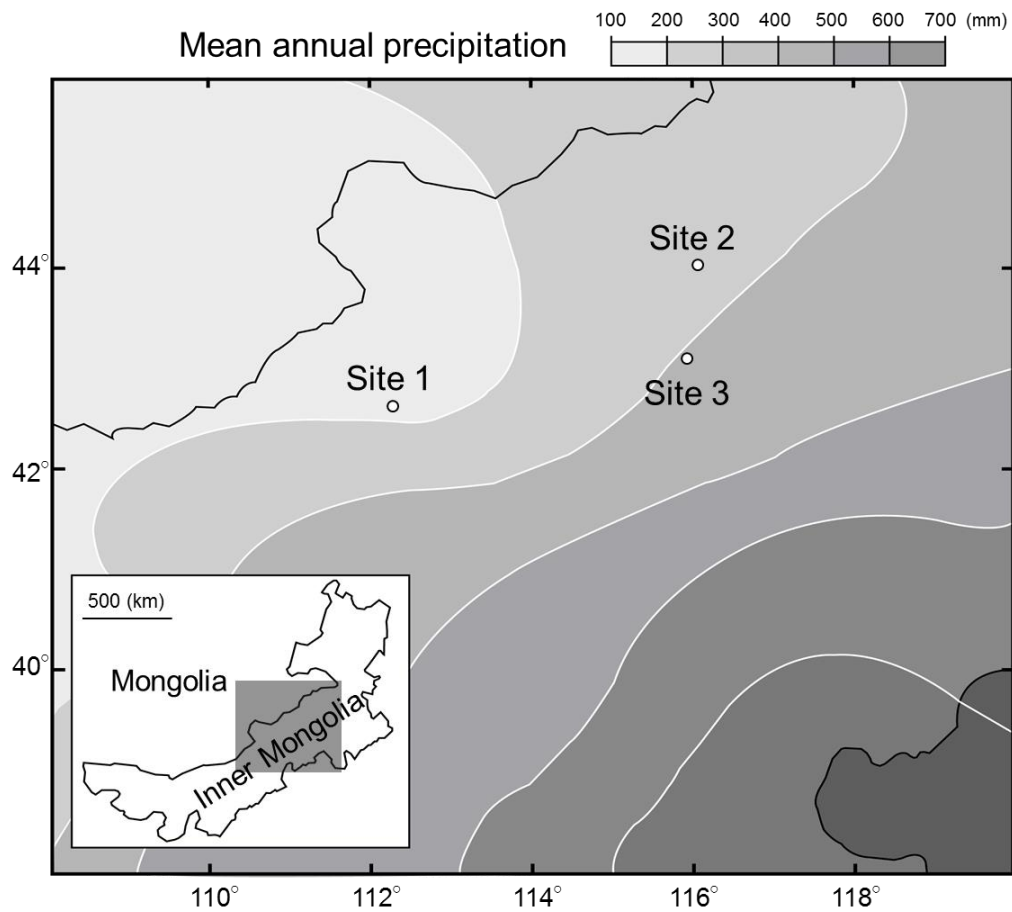 100 200 300 400 500 600 700 (mm)
Mean annual precipitation
Site 2
44°
Site 1
Site 3
42°
500 (km)
40°
Mongolia
Inner Mongolia
110° 112° 114° 116° 118°